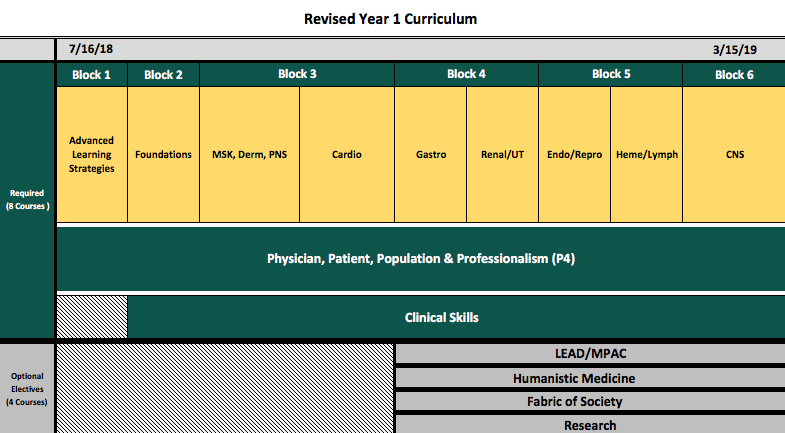 Revised Year 1 Curriculum
7/16/18 3/15/19
Block 1 Block 2 Block 3 Block 4 Block 5 Block 6
Advanced
Learning
Strategies
Foundations
MSK, Derm, PNS
Cardio
Gastro
Renal/UT
Endo/Repro
Heme/Lymph
CNS
Required
(8 Courses )
Physician, Patient, Population & Professionalism (P4)
Clinical Skills
Optional
Electives
(4 Courses)
LEAD/MPAC
Humanistic Medicine
Fabric of Society
Research